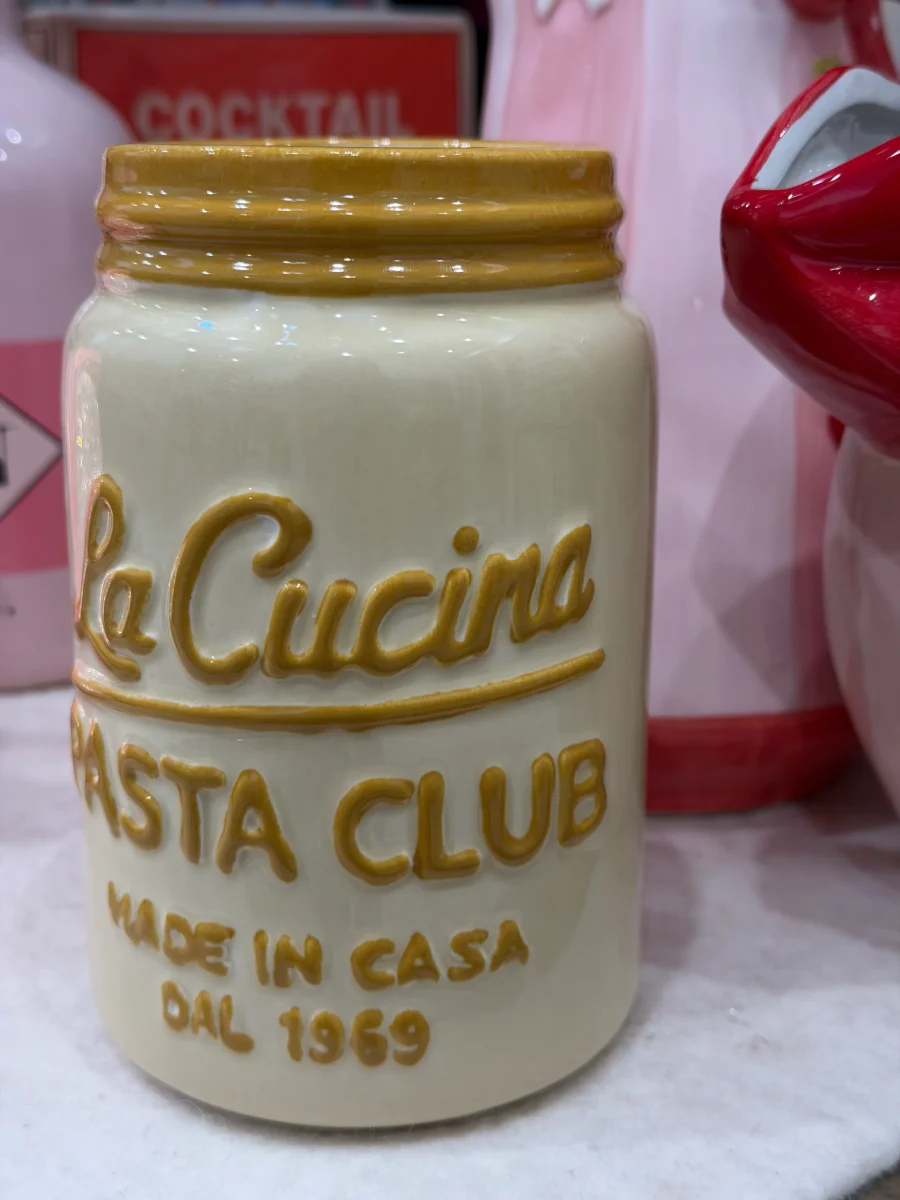 COCKTAIL
La Cucina
PASTA CLUB
MADE IN CASA
DAL 1969